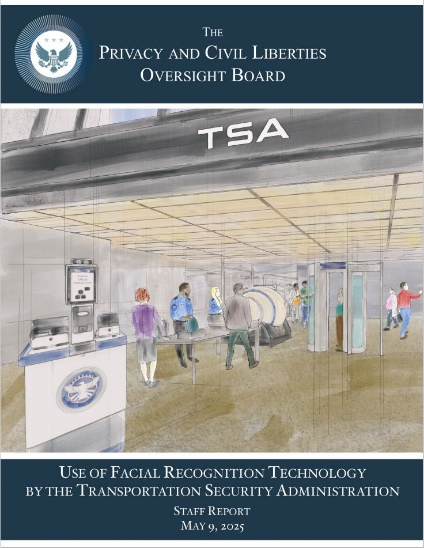 The
Privacy and Civil Liberties
Oversight Board
TSA
Use of Facial Recognition Technology
by the Transportation Security Administration
Staff Report
May 9, 2025